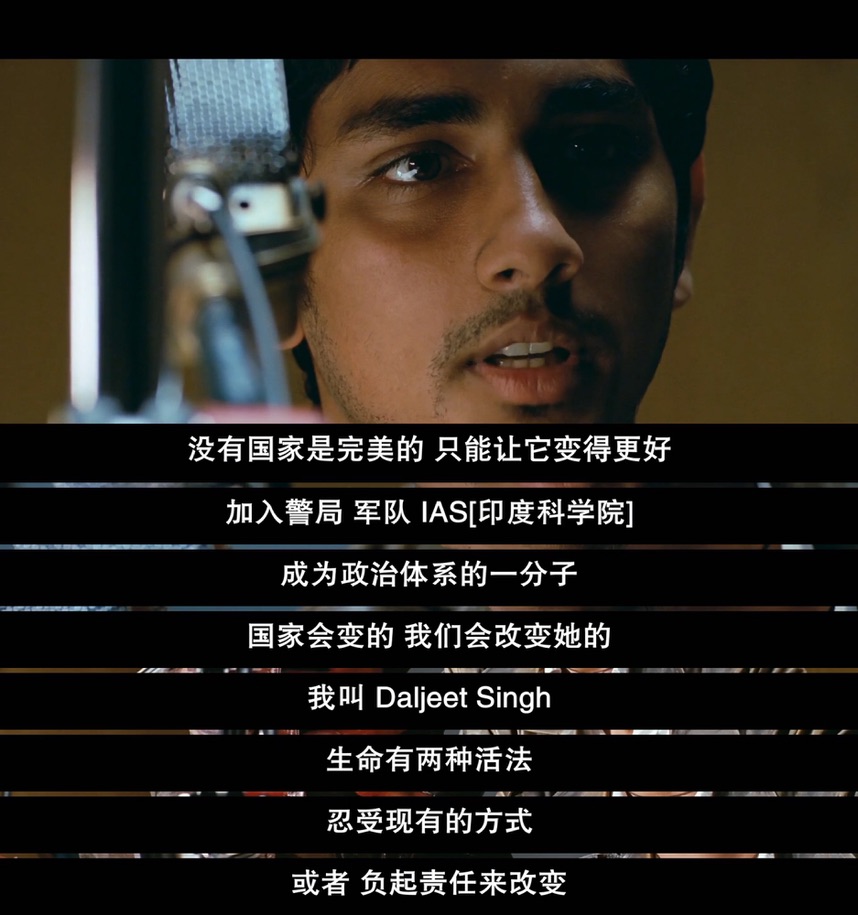 没有国家是完美的 只能让它变得更好
加入警局 军队 IAS[印度科学院]
成为政治体系的一分子
国家会变的 我们会改变她的
我叫 Daljeet Singh
生命有两种活法
忍受现有的方式
或者 负起责任来改变